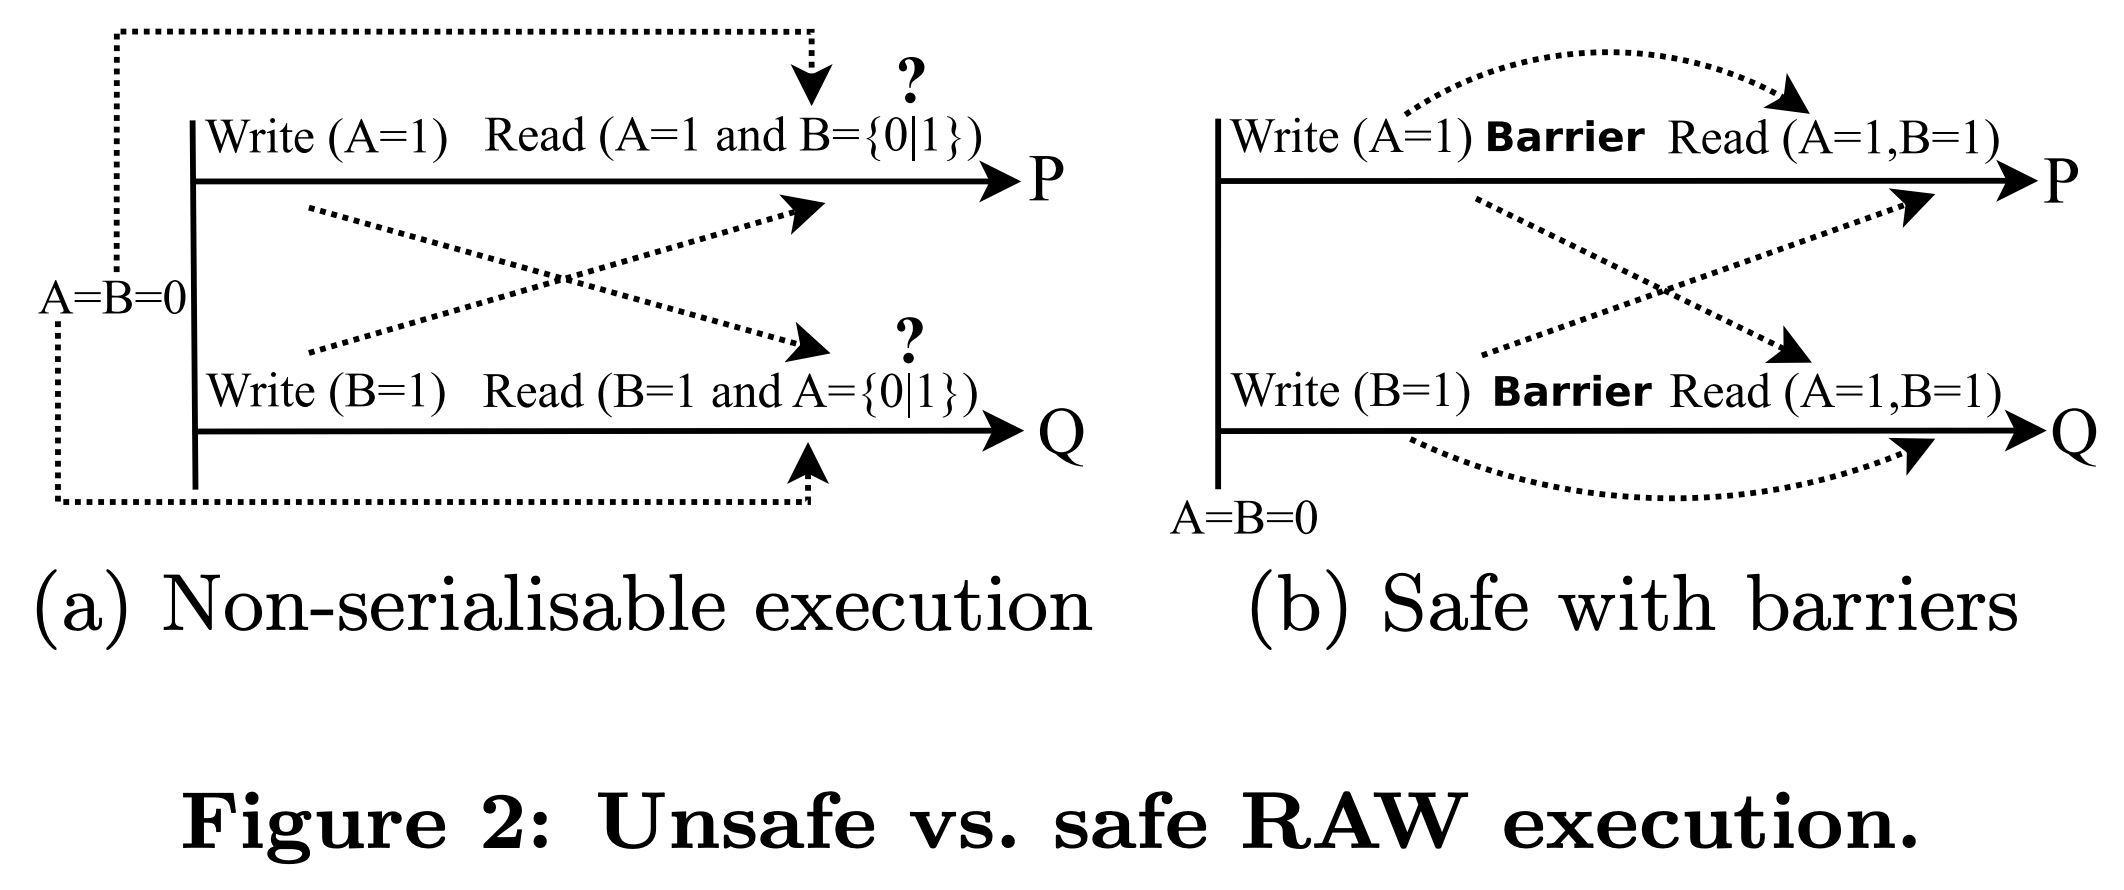 ?
Write (A=1) Read (A=1 and B={0|1})
P
A=B=0
?
Write (B=1) Read (B=1 and A={0|1})
Q
(a) Non-serialisable execution
Write (A=1) Barrier Read (A=1,B=1)
P
Write (B=1) Barrier Read (A=1,B=1)
Q
A=B=0
(b) Safe with barriers
Figure 2: Unsafe vs. safe RAW execution.